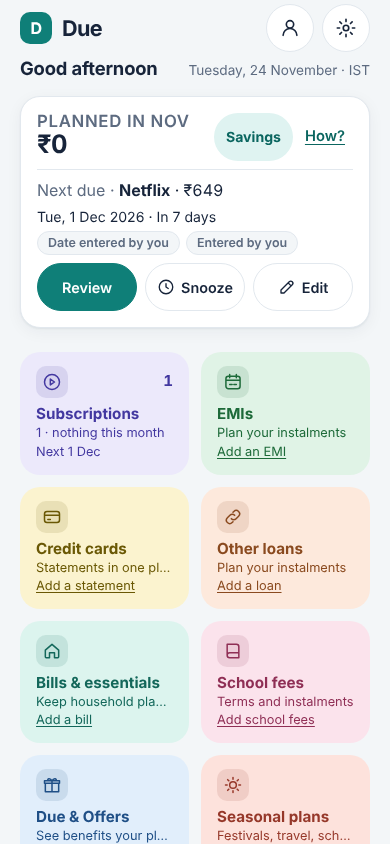 D Due
Good afternoon Tuesday, 24 November · IST
PLANNED IN NOV
₹0
Savings How?
Next due · Netflix · ₹649
Tue, 1 Dec 2026 · In 7 days
Date entered by you Entered by you
Review Snooze Edit
1
Subscriptions
1 · nothing this month
Next 1 Dec
EMIs
Plan your instalments
Add an EMI
Credit cards
Statements in one pl...
Add a statement
Other loans
Plan your instalments
Add a loan
Bills & essentials
Keep household pla...
Add a bill
School fees
Terms and instalments
Add school fees
Due & Offers
See benefits your pl...
Seasonal plans
Festivals, travel, sch...